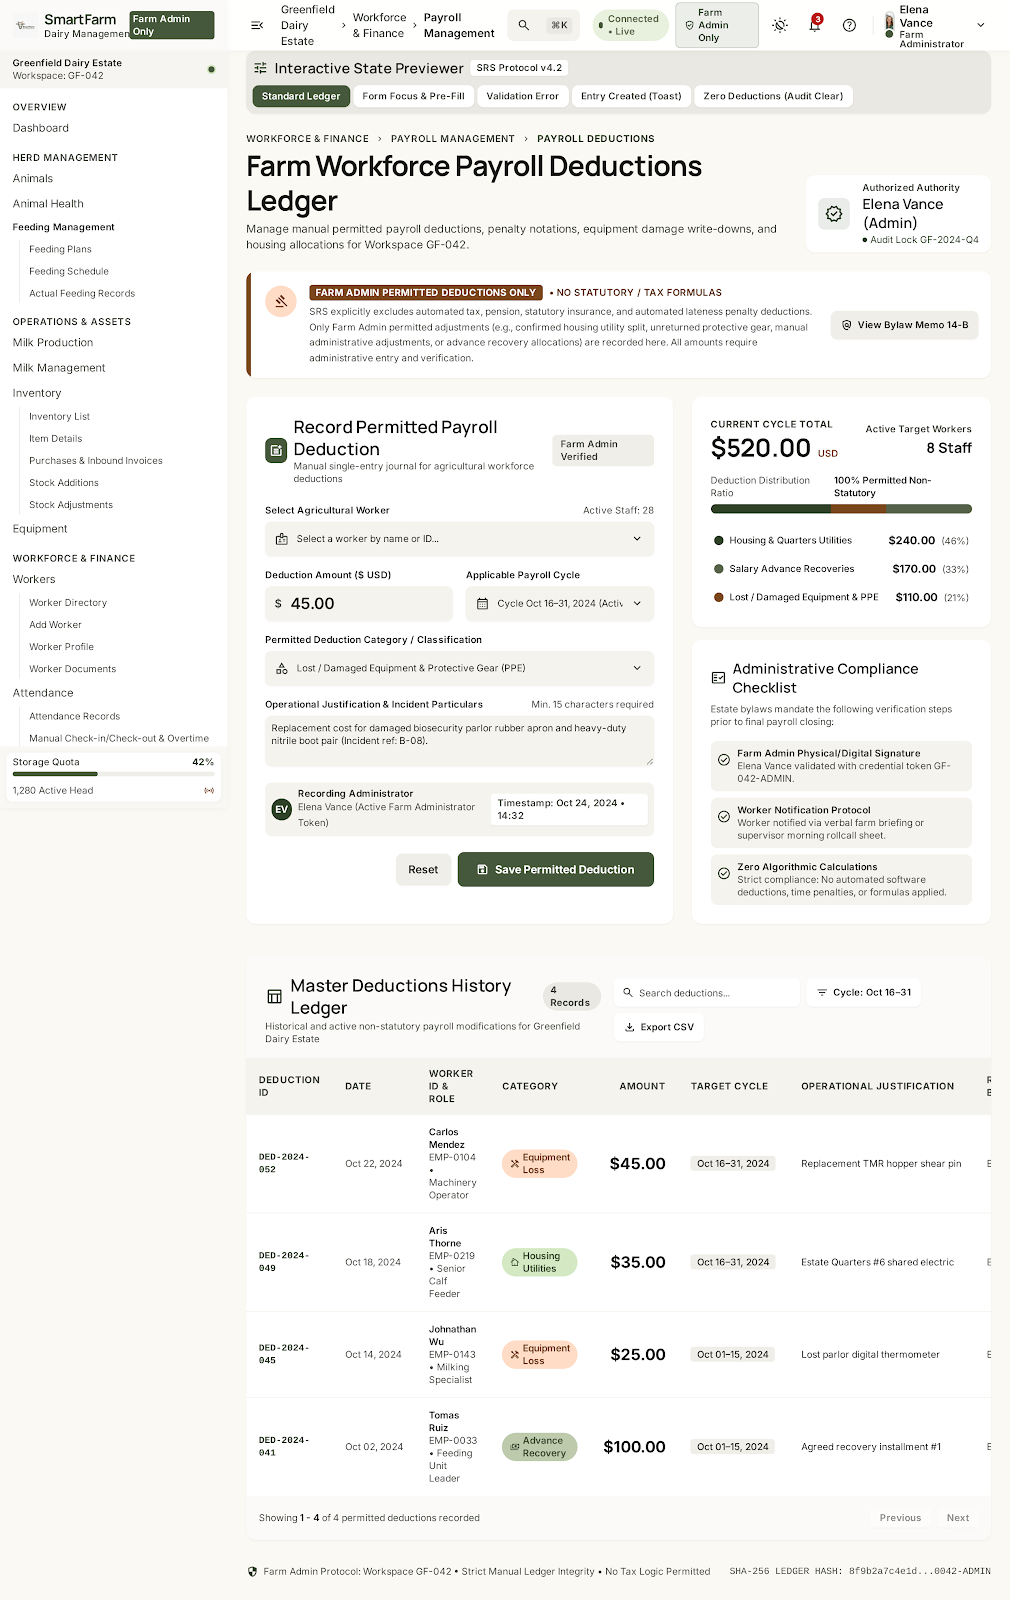 SmartFarm
Dairy Management
Farm Admin
Only
Greenfield Dairy Estate
Workspace: GF-042
OVERVIEW
Dashboard
HERD MANAGEMENT
Animals
Animal Health
Feeding Management
Feeding Plans
Feeding Schedule
Actual Feeding Records
OPERATIONS & ASSETS
Milk Production
Milk Management
Inventory
Inventory List
Item Details
Purchases & Inbound Invoices
Stock Additions
Stock Adjustments
Equipment
WORKFORCE & FINANCE
Workers
Worker Directory
Add Worker
Worker Profile
Worker Documents
Attendance
Attendance Records
Manual Check-in/Check-out & Overtime
Storage Quota 42%
1,280 Active Head
Greenfield
Dairy
Estate
› Workforce
& Finance
› Payroll
Management
⌘K
Connected
• Live
Farm
Admin
Only
3
Elena
Vance
Farm
Administrator
Interactive State Previewer SRS Protocol v4.2
Standard Ledger Form Focus & Pre-Fill Validation Error Entry Created (Toast) Zero Deductions (Audit Clear)
WORKFORCE & FINANCE › PAYROLL MANAGEMENT › PAYROLL DEDUCTIONS
Farm Workforce Payroll Deductions
Ledger
Manage manual permitted payroll deductions, penalty notations, equipment damage write-downs, and
housing allocations for Workspace GF-042.
Authorized Authority
Elena Vance
(Admin)
• Audit Lock GF-2024-Q4
FARM ADMIN PERMITTED DEDUCTIONS ONLY • NO STATUTORY / TAX FORMULAS
SRS explicitly excludes automated tax, pension, statutory insurance, and automated lateness penalty deductions.
Only Farm Admin permitted adjustments (e.g., confirmed housing utility split, unreturned protective gear, manual
administrative adjustments, or advance recovery allocations) are recorded here. All amounts require
administrative entry and verification.
View Bylaw Memo 14-B
Record Permitted Payroll
Deduction
Manual single-entry journal for agricultural workforce
deductions
Farm Admin
Verified
Select Agricultural Worker Active Staff: 28
Select a worker by name or ID...
Deduction Amount ($ USD) Applicable Payroll Cycle
$ 45.00 Cycle Oct 16–31, 2024 (Activ
Permitted Deduction Category / Classification
Lost / Damaged Equipment & Protective Gear (PPE)
Operational Justification & Incident Particulars Min. 15 characters required
Replacement cost for damaged biosecurity parlor rubber apron and heavy-duty
nitrile boot pair (Incident ref: B-08).
EV
Recording Administrator
Elena Vance (Active Farm Administrator
Token)
Timestamp: Oct 24, 2024 •
14:32
Reset Save Permitted Deduction
CURRENT CYCLE TOTAL
$520.00 USD
Active Target Workers
8 Staff
Deduction Distribution
Ratio
100% Permitted Non-
Statutory
Housing & Quarters Utilities $240.00 (46%)
Salary Advance Recoveries $170.00 (33%)
Lost / Damaged Equipment & PPE $110.00 (21%)
Administrative Compliance
Checklist
Estate bylaws mandate the following verification steps
prior to final payroll closing:
Farm Admin Physical/Digital Signature
Elena Vance validated with credential token GF-
042-ADMIN.
Worker Notification Protocol
Worker notified via verbal farm briefing or
supervisor morning rollcall sheet.
Zero Algorithmic Calculations
Strict compliance: No automated software
deductions, time penalties, or formulas applied.
Master Deductions History
Ledger
4
Records
Historical and active non-statutory payroll modifications for Greenfield
Dairy Estate
Search deductions...
Cycle: Oct 16–31
Export CSV
DEDUCTION
ID
DATE
WORKER
ID &
ROLE
CATEGORY
AMOUNT
TARGET CYCLE
OPERATIONAL JUSTIFICATION
R
B
DED-2024-
052
Oct 22, 2024
Carlos
Mendez
EMP-0104
•
Machinery
Operator
Equipment
Loss
$45.00
Oct 16–31, 2024
Replacement TMR hopper shear pin
E
DED-2024-
049
Oct 18, 2024
Aris
Thorne
EMP-0219
• Senior
Calf
Feeder
Housing
Utilities
$35.00
Oct 16–31, 2024
Estate Quarters #6 shared electric
E
DED-2024-
045
Oct 14, 2024
Johnathan
Wu
EMP-0143
• Milking
Specialist
Equipment
Loss
$25.00
Oct 01–15, 2024
Lost parlor digital thermometer
E
DED-2024-
041
Oct 02, 2024
Tomas
Ruiz
EMP-0033
• Feeding
Unit
Leader
Advance
Recovery
$100.00
Oct 01–15, 2024
Agreed recovery installment #1
E
Showing 1 - 4 of 4 permitted deductions recorded
Previous Next
Farm Admin Protocol: Workspace GF-042 • Strict Manual Ledger Integrity • No Tax Logic Permitted
SHA-256 LEDGER HASH: 8f9b2a7c4e1d...0042-ADMIN